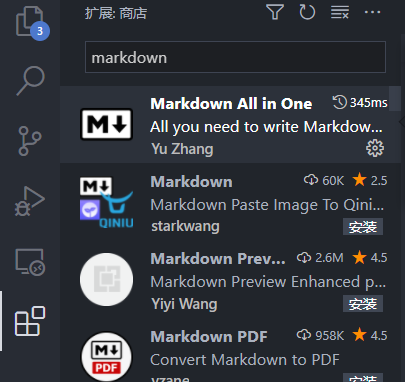 扩展: 商店
3
markdown
Markdown All in One 345ms
All you need to write Markdow...
Yu Zhang
Markdown 60K 2.5
Markdown Paste Image To Qini...
QINIU
starkwang 安装
Markdown Prev... 2.6M 4.5
Markdown Preview Enhanced p...
Yiyi Wang 安装
Markdown PDF 958K 4.5
Convert Markdown to PDF
PDF
yzane 安装